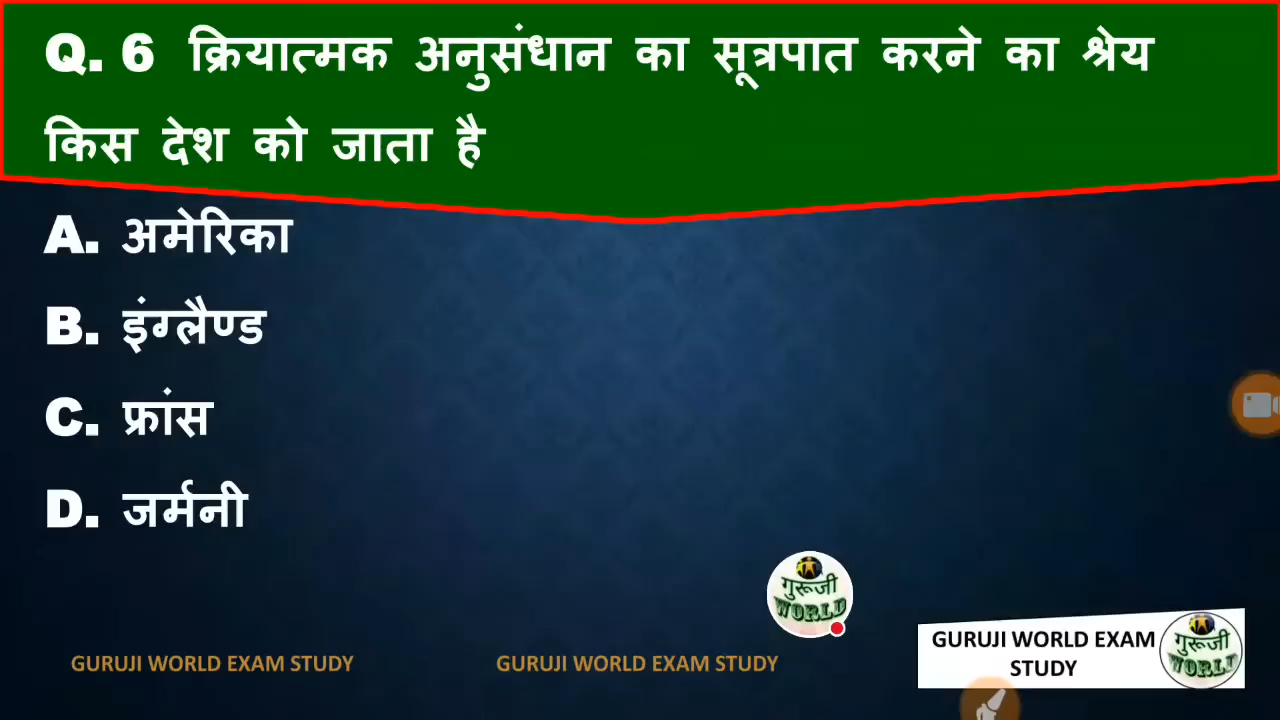 Q. 6 क्रियात्मक अनुसंधान का सूत्रपात करने का श्रेय
किस देश को जाता है
A. अमेरिका
B. इंग्लैण्ड
C. फ्रांस
D. जर्मनी
गुरूजी
WORLD
GURUJI WORLD EXAM STUDY
GURUJI WORLD EXAM STUDY
GURUJI WORLD EXAM
STUDY
गुरूजी
WORLD